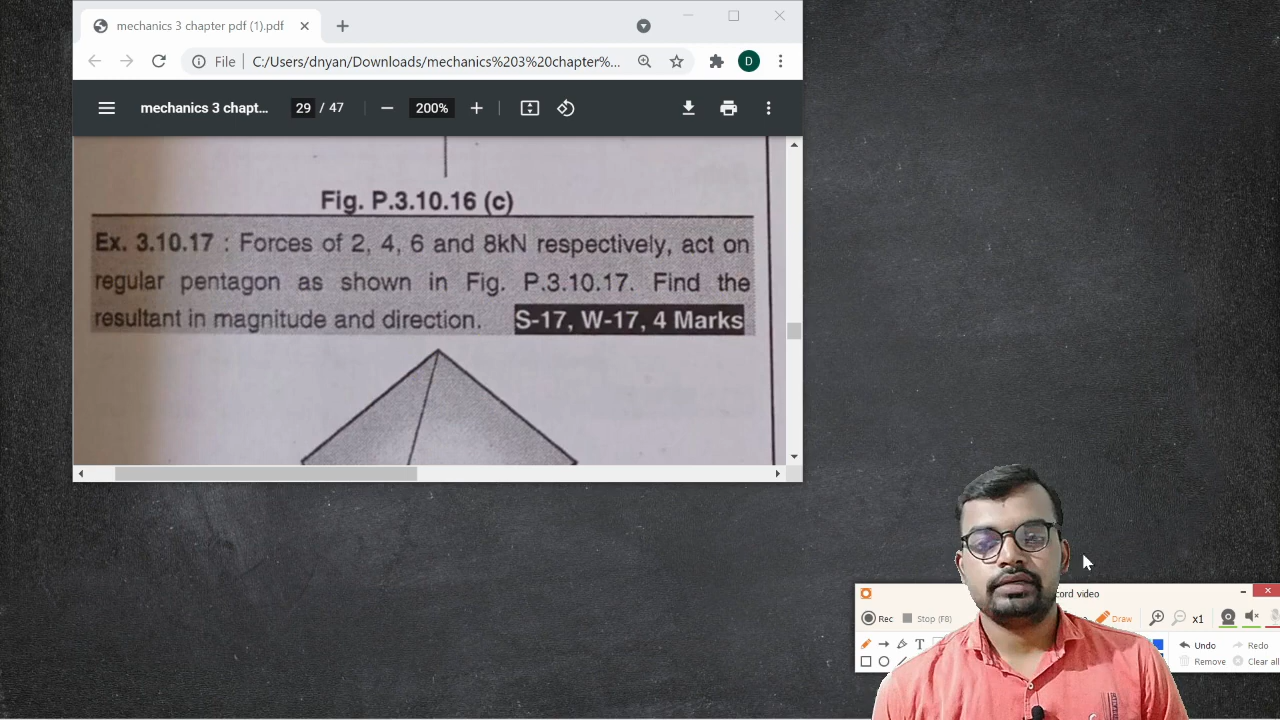 mechanics 3 chapter pdf (1).pdf
File
C:/Users/dnyan/Downloads/mechanics%203%20chapter%...
D
mechanics 3 chapt...
29 / 47
200%
Fig. P.3.10.16 (c)
Ex. 3.10.17 : Forces of 2, 4, 6 and 8kN respectively, act on
regular pentagon as shown in Fig. P.3.10.17. Find the
resultant in magnitude and direction. S-17, W-17, 4 Marks
cord video
Rec
Stop (F8)
Draw
x1
T
Undo
Redo
Remove
Clear all